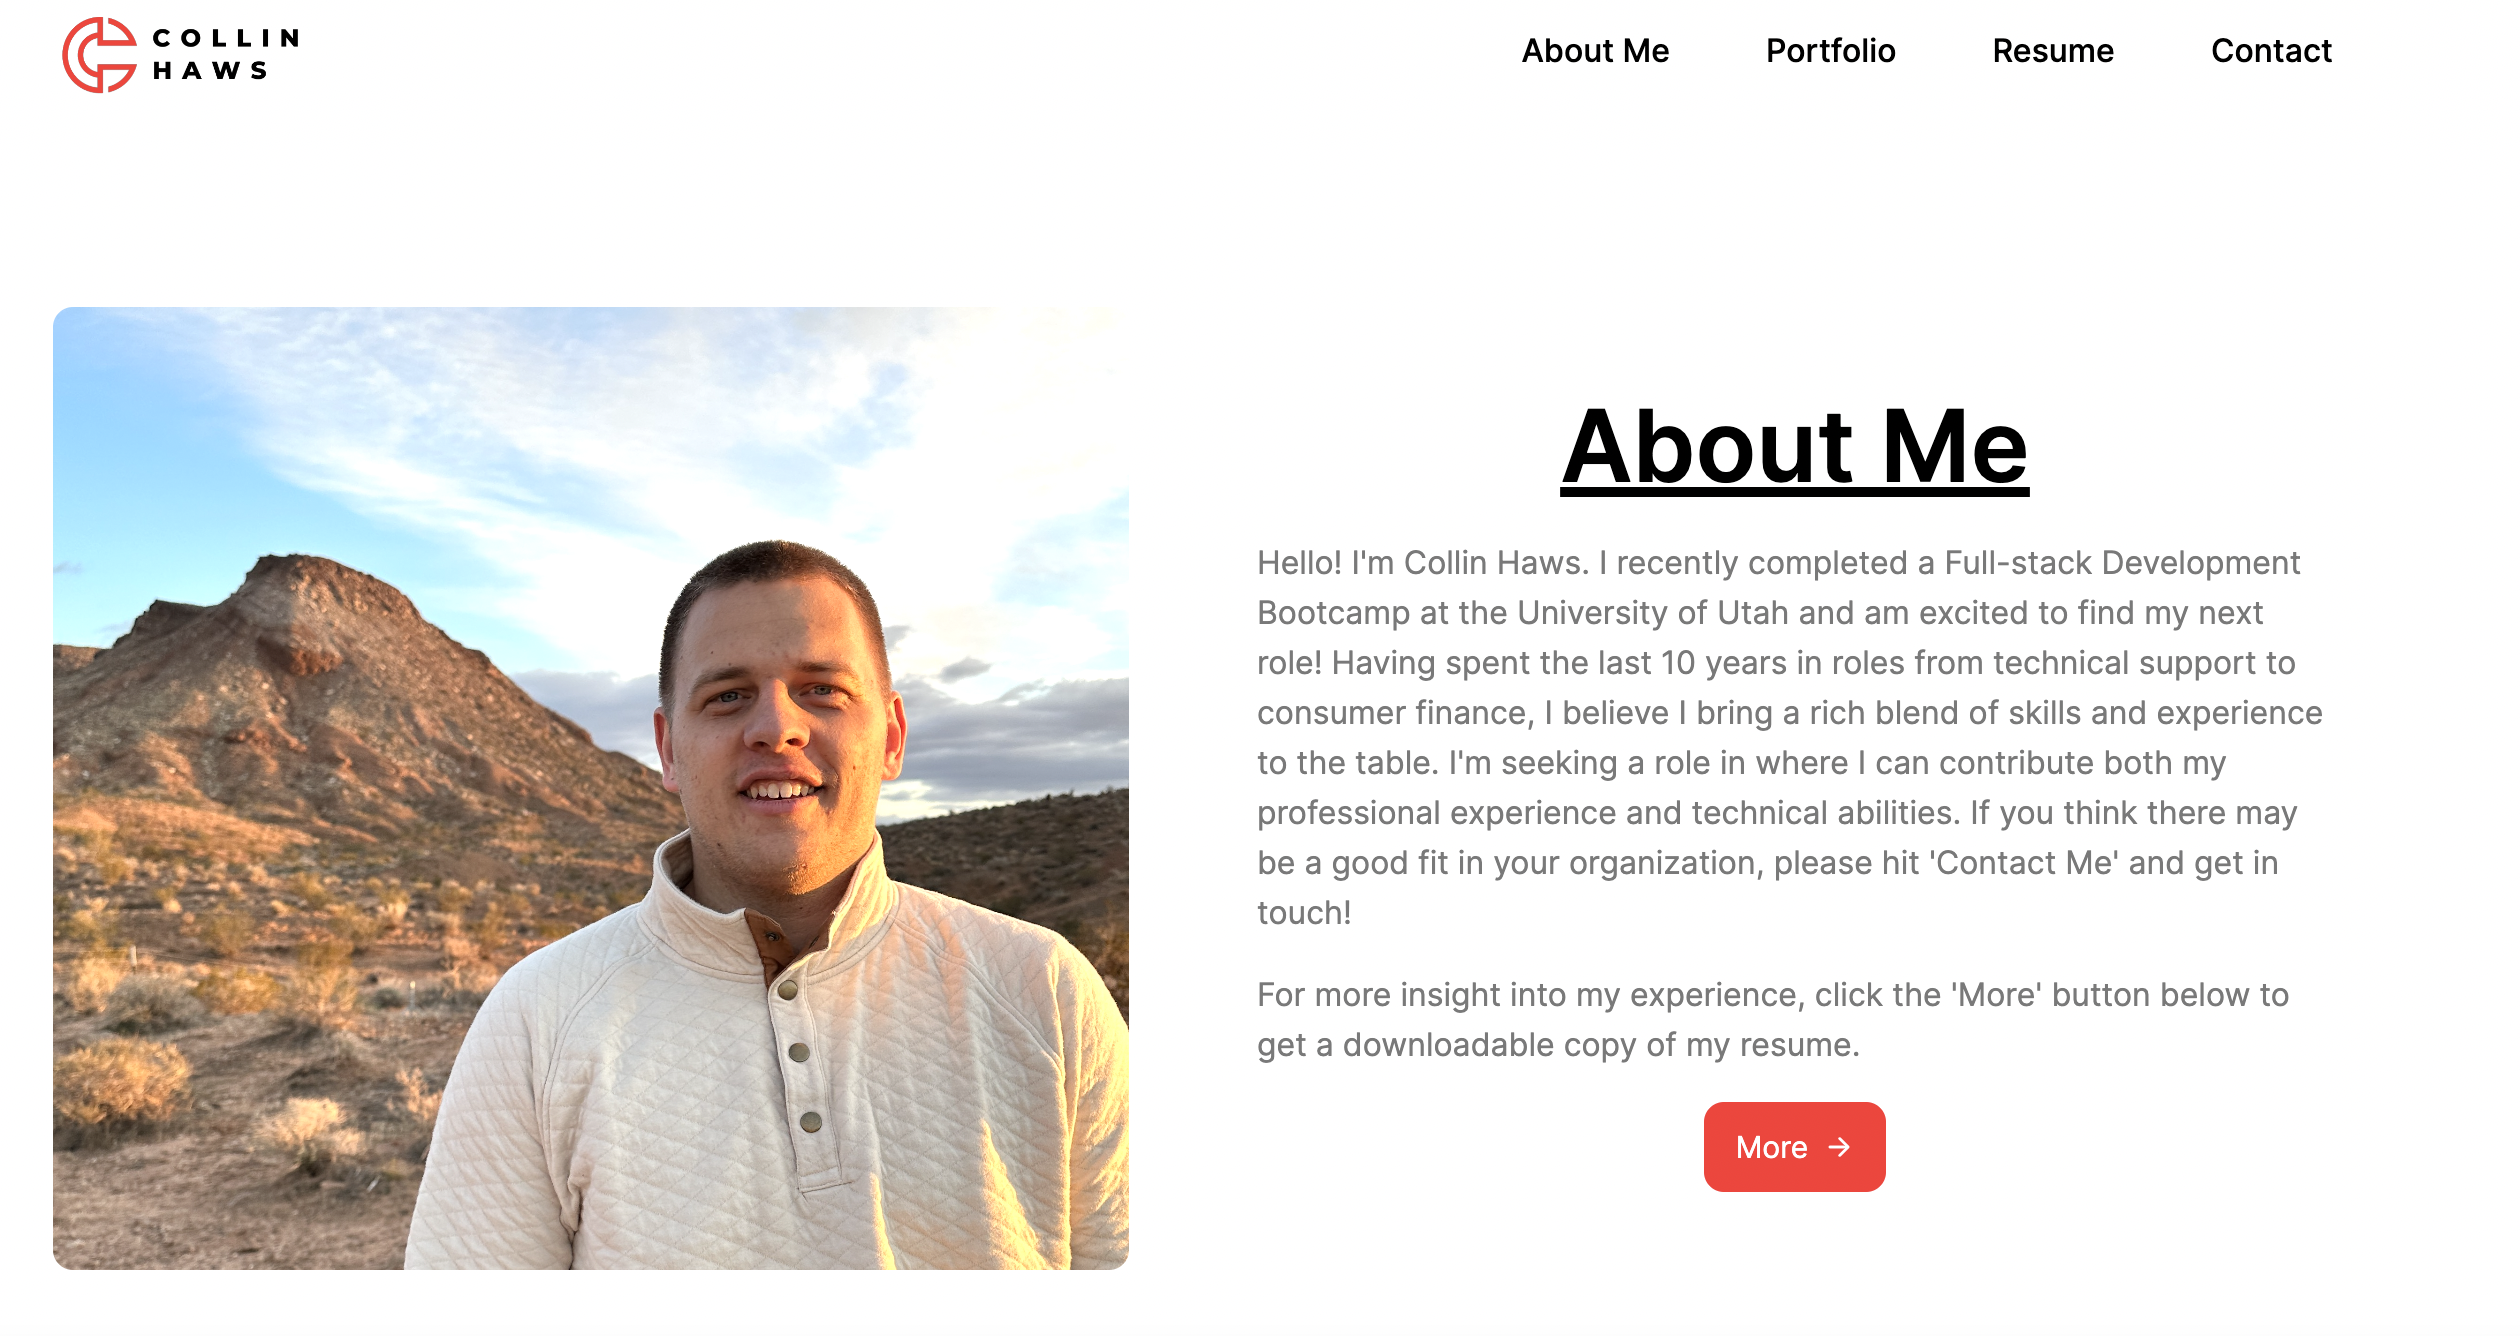 COLLIN
HAWS
About Me
Portfolio
Resume
Contact
About Me
Hello! I'm Collin Haws. I recently completed a Full-stack Development
Bootcamp at the University of Utah and am excited to find my next
role! Having spent the last 10 years in roles from technical support to
consumer finance, I believe I bring a rich blend of skills and experience
to the table. I'm seeking a role in where I can contribute both my
professional experience and technical abilities. If you think there may
be a good fit in your organization, please hit 'Contact Me' and get in
touch!
For more insight into my experience, click the 'More' button below to
get a downloadable copy of my resume.
More →